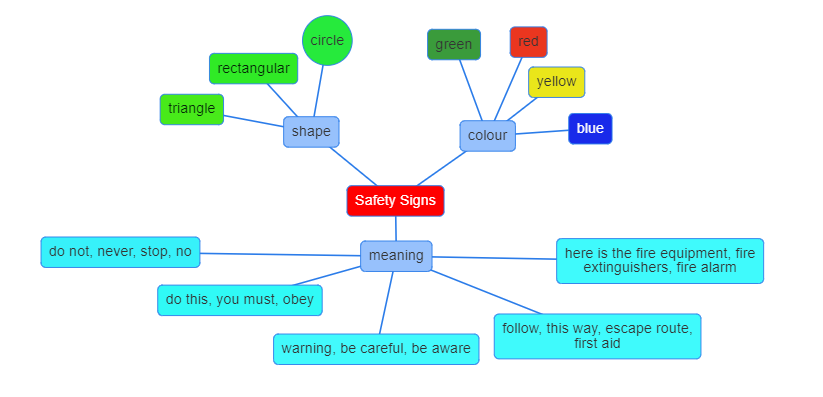 circle
green
red
rectangular
yellow
triangle
shape
colour
blue
Safety Signs
do not, never, stop, no
meaning
here is the fire equipment, fire
extinguishers, fire alarm
do this, you must, obey
follow, this way, escape route,
first aid
warning, be careful, be aware